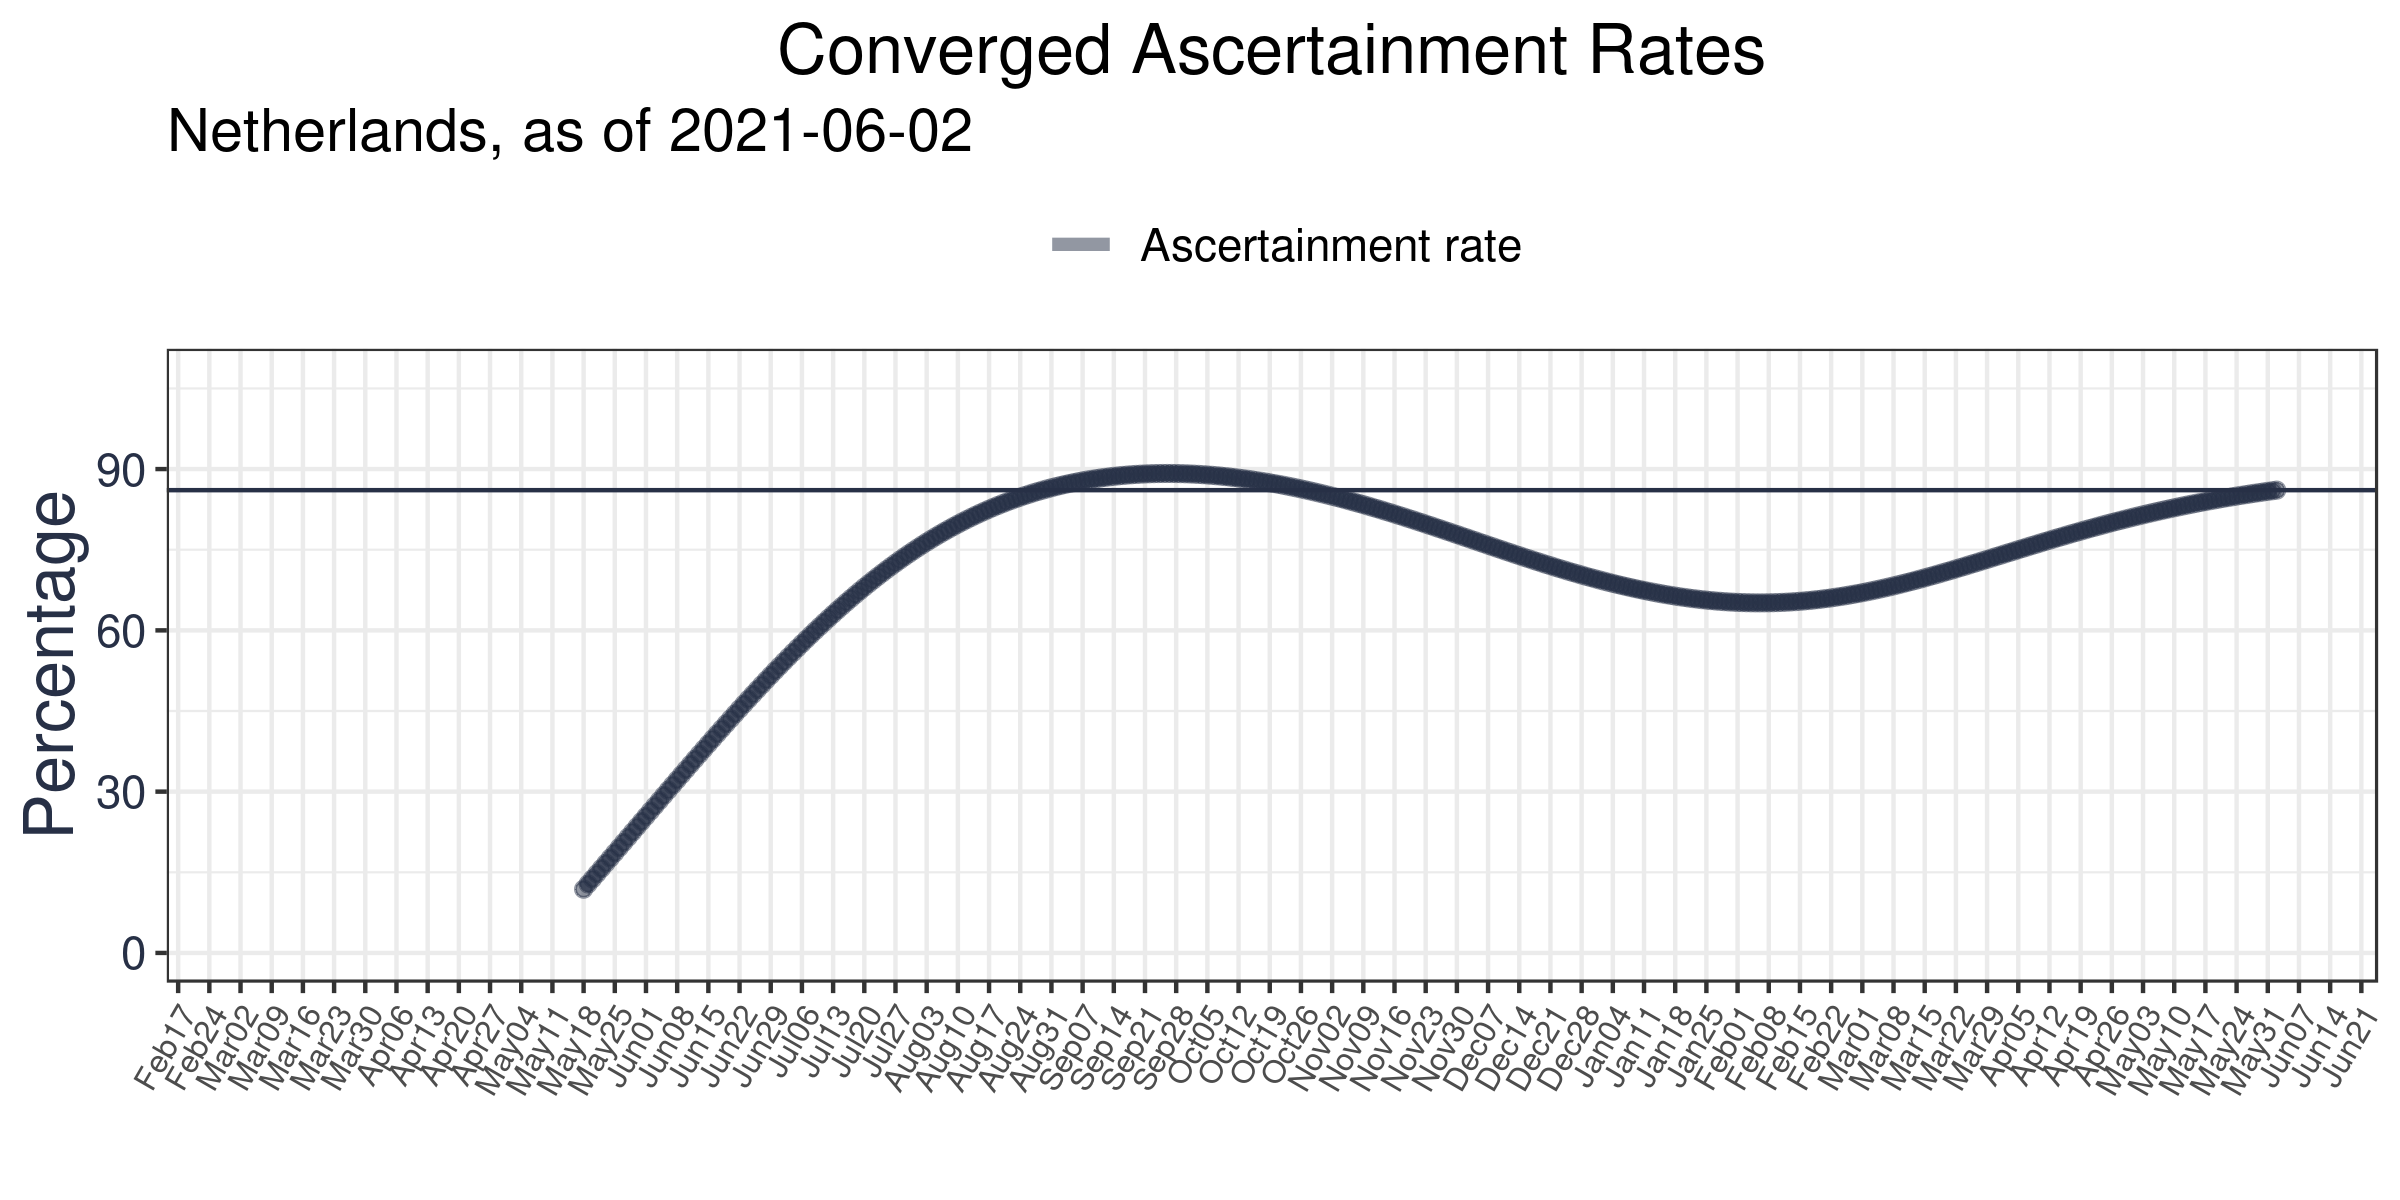 Converged Ascertainment Rates
Netherlands, as of 2021-06-02
Ascertainment rate
Percentage
90
60
30
0
Feb17 Feb24 Mar02 Mar09 Mar16 Mar23 Mar30 Apr06 Apr13 Apr20 Apr27 May04 May11 May18 May25 Jun01 Jun08 Jun15 Jun22 Jun29 Jul06 Jul13 Jul20 Jul27 Aug03 Aug10 Aug17 Aug24 Aug31 Sep07 Sep14 Sep21 Sep28 Oct05 Oct12 Oct19 Oct26 Nov02 Nov09 Nov16 Nov23 Nov30 Dec07 Dec14 Dec21 Dec28 Jan04 Jan11 Jan18 Jan25 Feb01 Feb08 Feb15 Feb22 Mar01 Mar08 Mar15 Mar22 Mar29 Apr05 Apr12 Apr19 Apr26 May03 May10 May17 May24 May31 Jun07 Jun14 Jun21